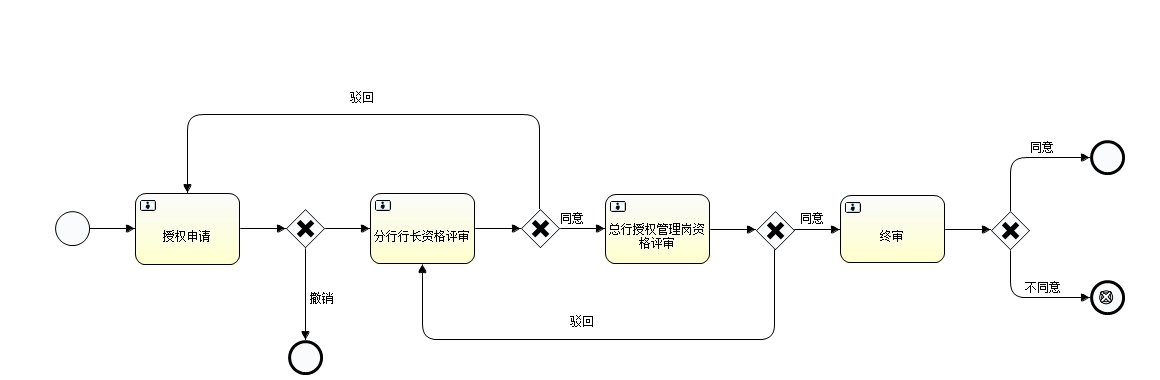 驳回
授权申请
分行行长资格评审
同意
总行授权管理岗资
格评审
同意
终审
同意
不同意
撤销
驳回